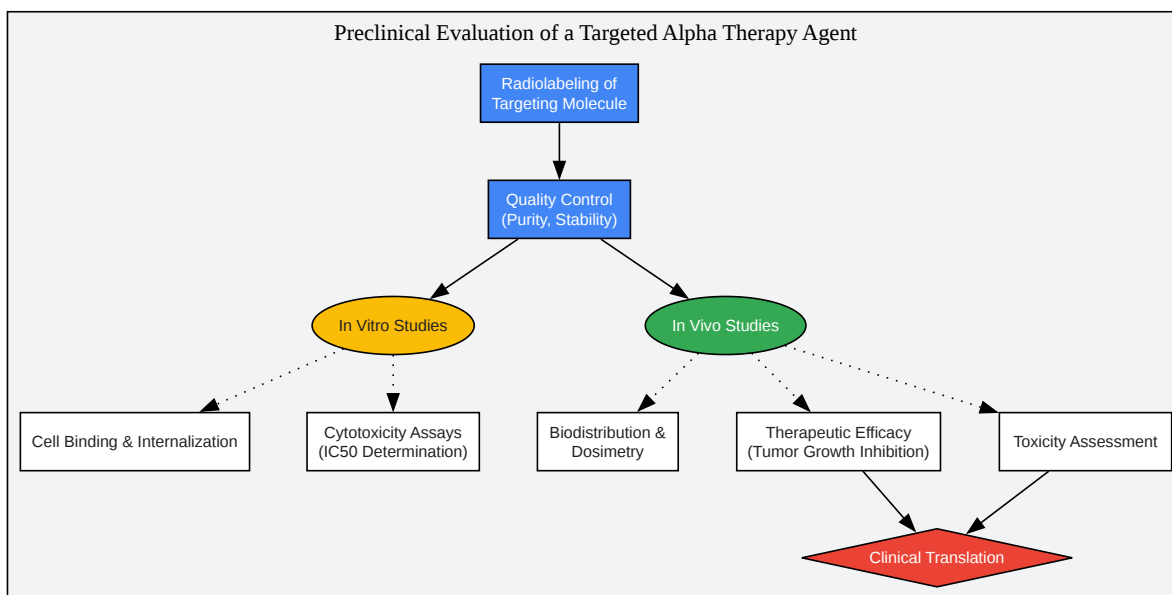 Preclinical Evaluation of a Targeted Alpha Therapy Agent
Radiolabeling of
Targeting Molecule
Quality Control
(Purity, Stability)
In Vitro Studies
In Vivo Studies
Cell Binding & Internalization
Cytotoxicity Assays
(IC50 Determination)
Biodistribution &
Dosimetry
Therapeutic Efficacy
(Tumor Growth Inhibition)
Toxicity Assessment
Clinical Translation